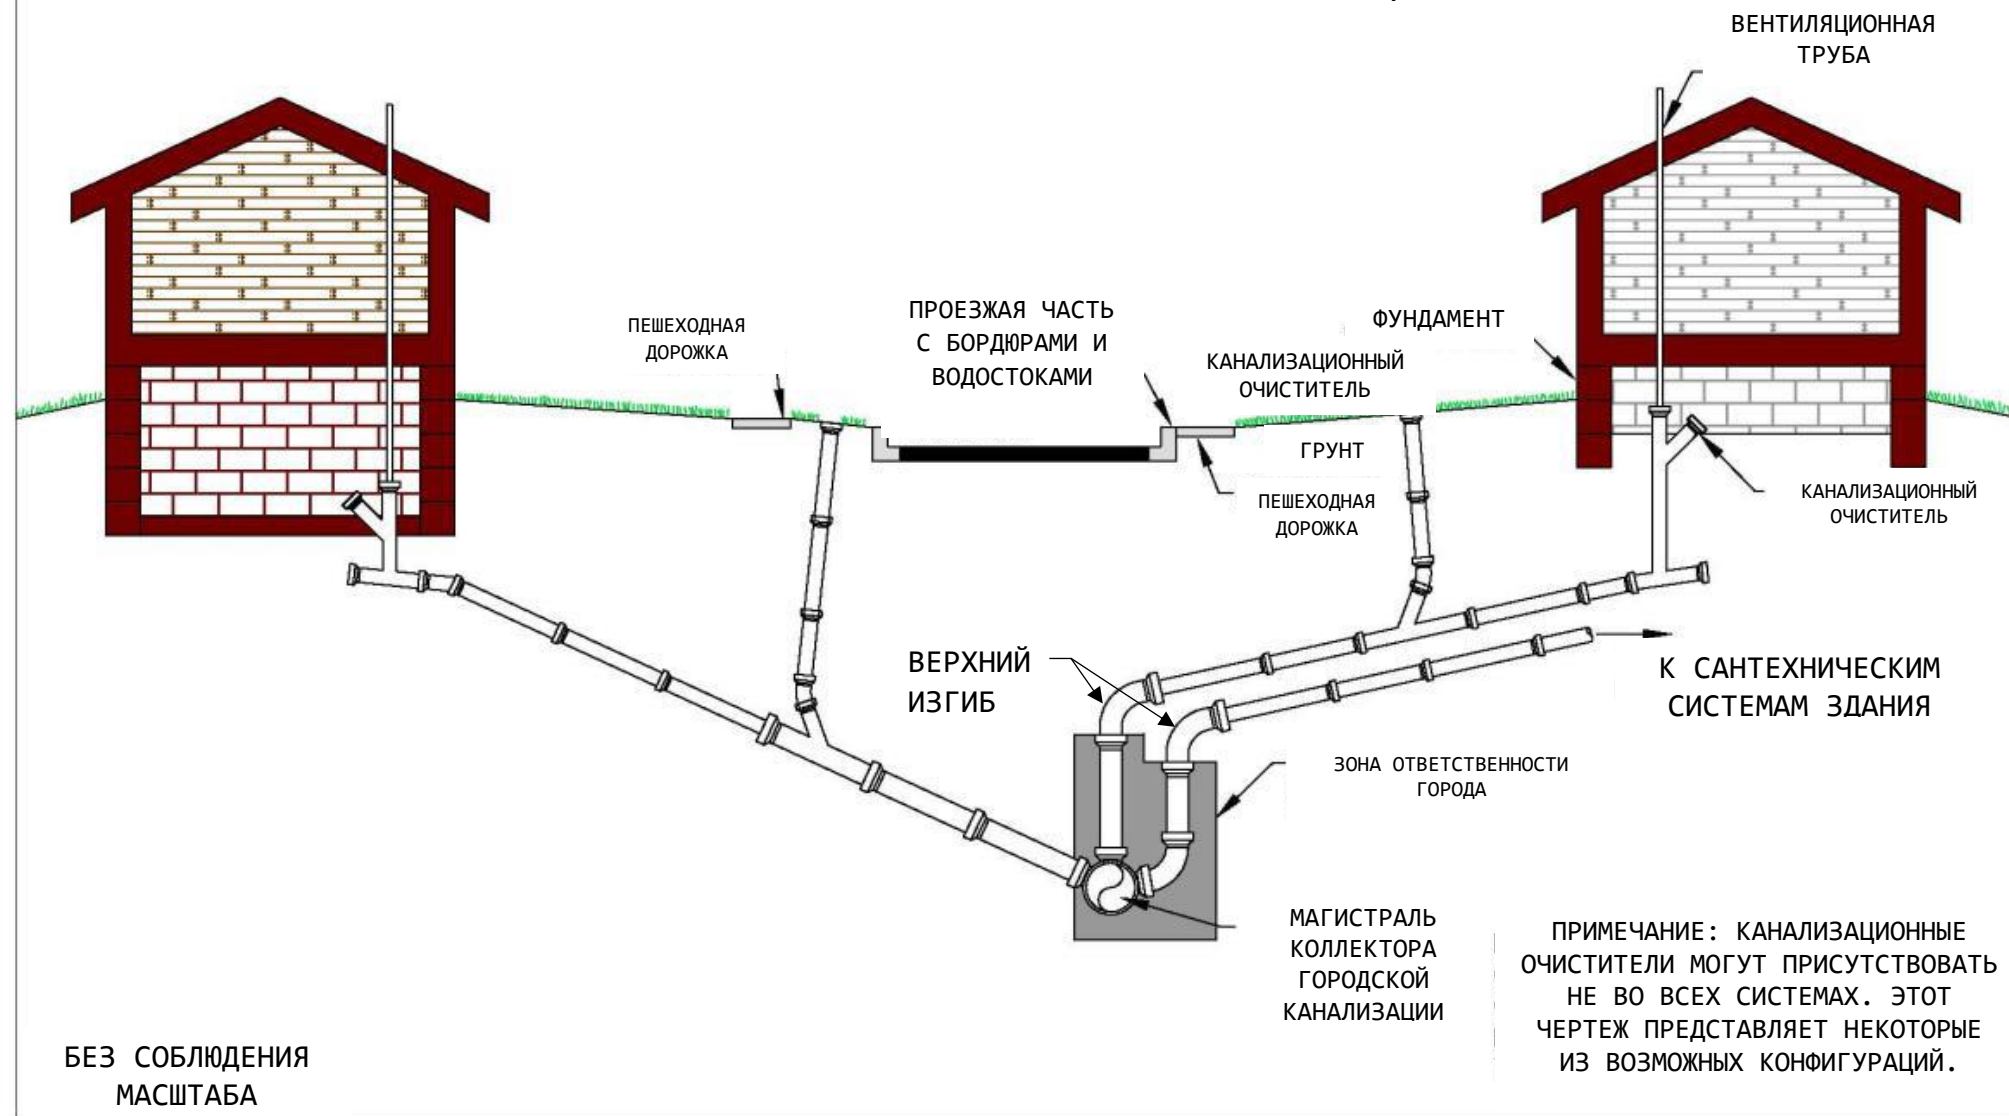 ВЕНТИЛЯЦИОННАЯ
ТРУБА
ПЕШЕХОДНАЯ
ДОРОЖКА
ПРОЕЗЖАЯ ЧАСТЬ
С БОРДЮРАМИ И
ВОДОСТОКАМИ
КАНАЛИЗАЦИОННЫЙ
ОЧИСТИТЕЛЬ
ФУНДАМЕНТ
ГРУНТ
ПЕШЕХОДНАЯ
ДОРОЖКА
КАНАЛИЗАЦИОННЫЙ
ОЧИСТИТЕЛЬ
ВЕРХНИЙ
ИЗГИБ
К САНТЕХНИЧЕСКИМ
СИСТЕМАМ ЗДАНИЯ
ЗОНА ОТВЕТСТВЕННОСТИ
ГОРОДА
МАГИСТРАЛЬ
КОЛЛЕКТОРА
ГОРОДСКОЙ
КАНАЛИЗАЦИИ
ПРИМЕЧАНИЕ: КАНАЛИЗАЦИОННЫЕ
ОЧИСТИТЕЛИ МОГУТ ПРИСУТСТВОВАТЬ
НЕ ВО ВСЕХ СИСТЕМАХ. ЭТОТ
ЧЕРТЕЖ ПРЕДСТАВЛЯЕТ НЕКОТОРЫЕ
ИЗ ВОЗМОЖНЫХ КОНФИГУРАЦИЙ.
БЕЗ СОБЛЮДЕНИЯ
МАСШТАБА